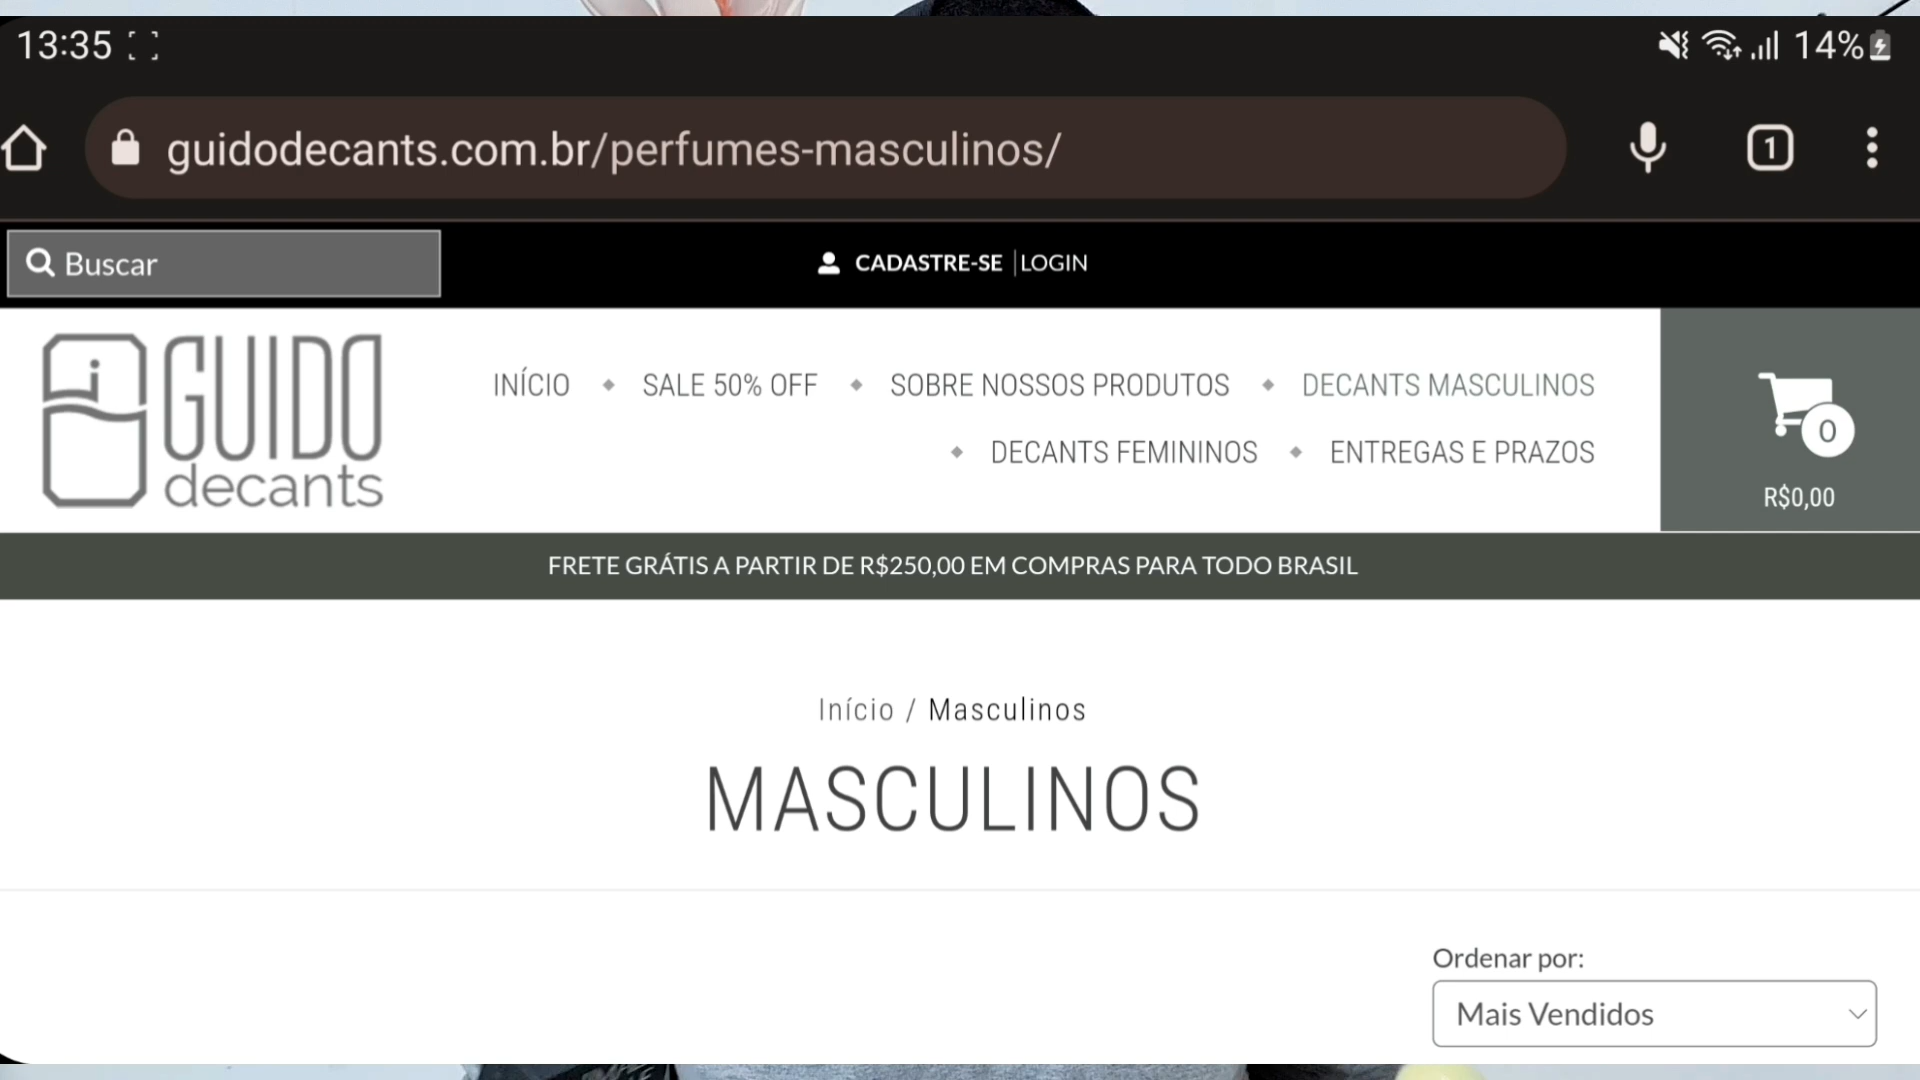 13:35
14%
guidodecants.com.br/perfumes-masculinos/
1
Buscar
CADASTRE-SE | LOGIN
GUIDO
decants
INÍCIO ◆ SALE 50% OFF ◆ SOBRE NOSSOS PRODUTOS ◆ DECANTS MASCULINOS
◆ DECANTS FEMININOS ◆ ENTREGAS E PRAZOS
0
R$0,00
FRETE GRÁTIS A PARTIR DE R$250,00 EM COMPRAS PARA TODO BRASIL
Início / Masculinos
MASCULINOS
Ordenar por:
Mais Vendidos